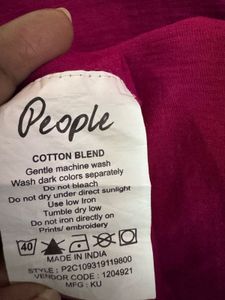 People
COTTON BLEND
Gentle machine wash
Wash dark colors separately
Do not bleach
Do not dry under direct sunlight
Use low Iron
Tumble dry low
Do not iron directly on
Prints/ embroidery
40
MADE IN INDIA
STYLE : P2C109319119800
VENDOR CODE : 1204921
MFG : KU